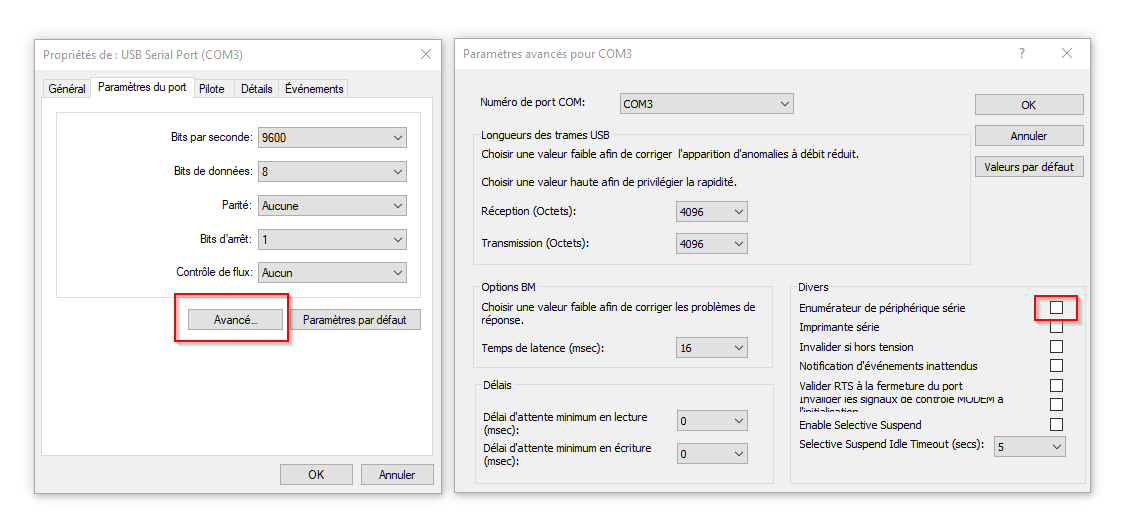 Propriétés de : USB Serial Port (COM3)
Général Paramètres du port Pilote Détails Événements
Bits par seconde: 9600
Bits de données: 8
Parité: Aucune
Bits d'arrêt: 1
Contrôle de flux: Aucun
Avancé... Paramètres par défaut
OK Annuler
Paramètres avancés pour COM3
Numéro de port COM: COM3
OK
Annuler
Valeurs par défaut
Longueurs des trames USB
Choisir une valeur faible afin de corriger l'apparition d'anomalies à débit réduit.
Choisir une valeur haute afin de privilégier la rapidité.
Réception (Octets): 4096
Transmission (Octets): 4096
Options BM
Choisir une valeur faible afin de corriger les problèmes de
réponse.
Temps de latence (msec): 16
Délais
Délai d'attente minimum en lecture
(msec): 0
Délai d'attente minimum en écriture
(msec): 0
Divers
Enumérateur de périphérique série
Imprimante série
Invalider si hors tension
Notification d'événements inattendus
Valider RTS à la fermeture du port
Invalider les signaux de contrôle MODEM à
l'initialisation
Enable Selective Suspend
Selective Suspend Idle Timeout (secs): 5